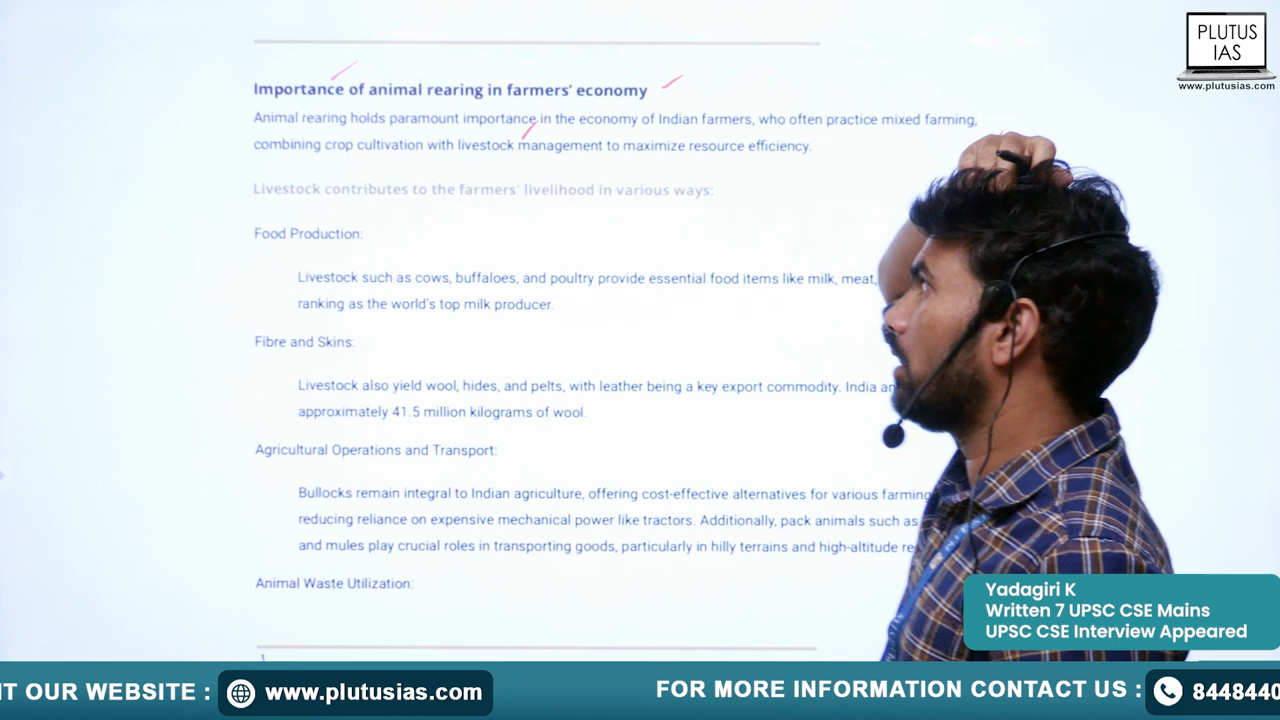 PLUTUS
IAS
www.plutusias.com
Importance of animal rearing in farmers' economy
Animal rearing holds paramount importance in the economy of Indian farmers, who often practice mixed farming,
combining crop cultivation with livestock management to maximize resource efficiency.
Livestock contributes to the farmers' livelihood in various ways:
Food Production:
Livestock such as cows, buffaloes, and poultry provide essential food items like milk, meat,
ranking as the world's top milk producer.
Fibre and Skins:
Livestock also yield wool, hides, and pelts, with leather being a key export commodity. India
approximately 41.5 million kilograms of wool.
Agricultural Operations and Transport:
Bullocks remain integral to Indian agriculture, offering cost-effective alternatives for various farming
reducing reliance on expensive mechanical power like tractors. Additionally, pack animals such as
and mules play crucial roles in transporting goods, particularly in hilly terrains and high-altitude
Animal Waste Utilization:
Yadagiri K
Written 7 UPSC CSE Mains
UPSC CSE Interview Appeared
IT OUR WEBSITE : www.plutusias.com FOR MORE INFORMATION CONTACT US : 8448440